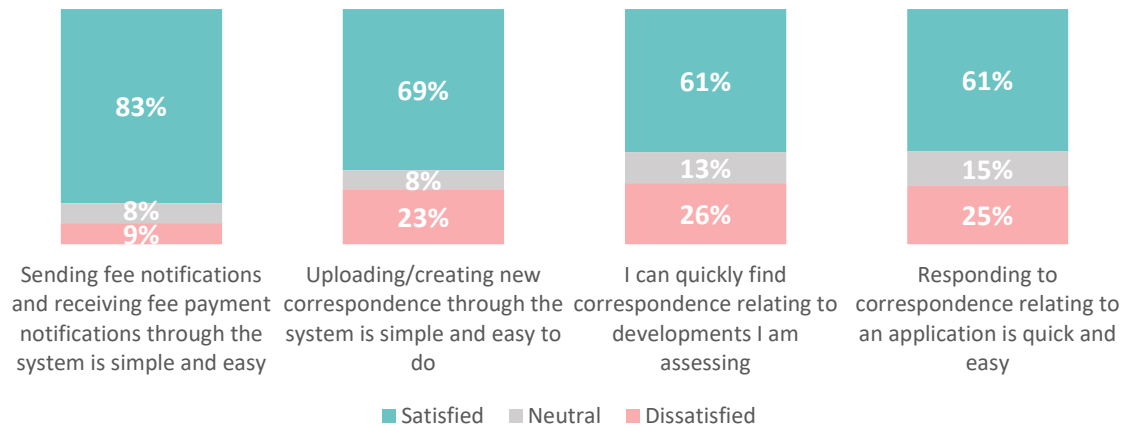 83%
69%
61%
61%
8%
8%
13%
15%
9%
23%
26%
25%
Sending fee notifications
and receiving fee payment
notifications through the
system is simple and easy
Uploading/creating new
correspondence through the
system is simple and easy to
do
I can quickly find
correspondence relating to
developments I am
assessing
Responding to
correspondence relating to
an application is quick and
easy
Satisfied
Neutral
Dissatisfied